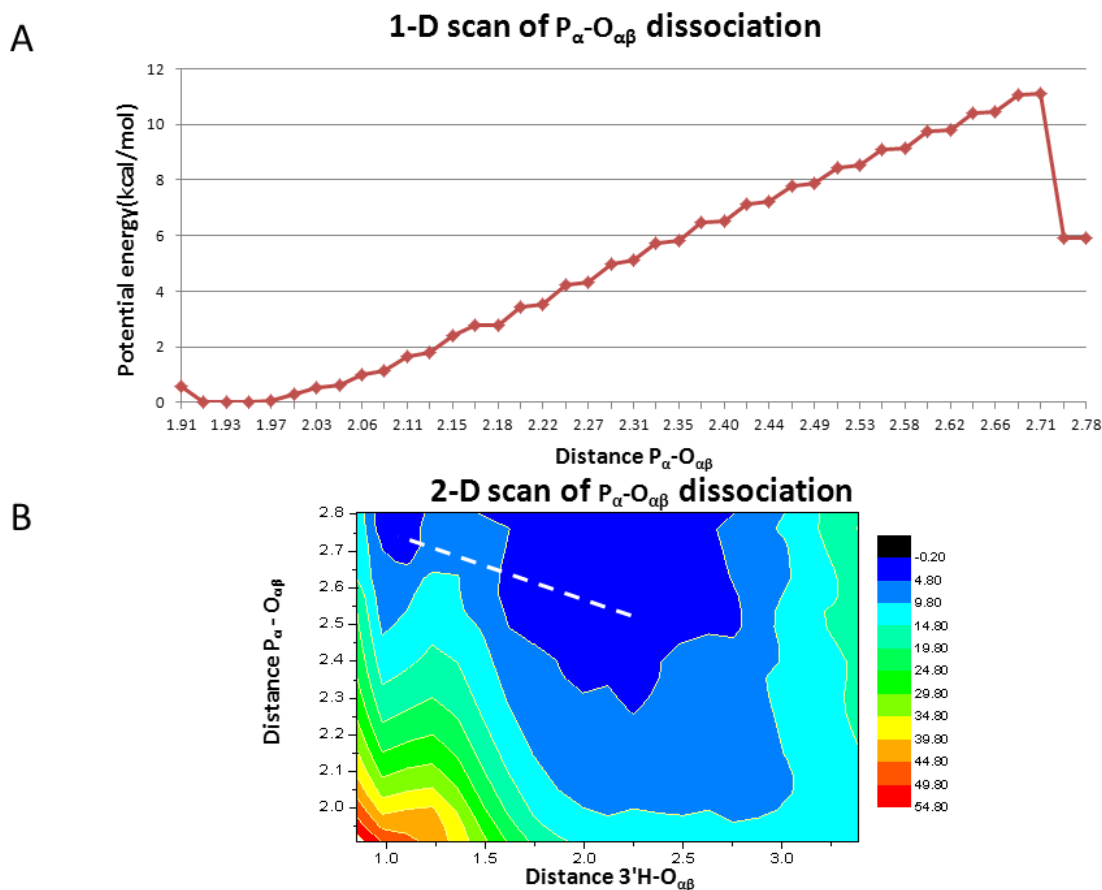 A
1-D scan of Pα-Oαβ dissociation
Potential energy(kcal/mol)
12
10
8
6
4
2
0
1.91 1.93 1.97 2.03 2.06 2.11 2.15 2.18 2.22 2.27 2.31 2.35 2.40 2.44 2.49 2.53 2.58 2.62 2.66 2.71 2.78
Distance Pα-Oαβ
B
2-D scan of Pα-Oαβ dissociation
Distance Pα - Oαβ
2.8
2.7
2.6
2.5
2.4
2.3
2.2
2.1
2.0
1.0 1.5 2.0 2.5 3.0
Distance 3'H-Oαβ
-0.20
4.80
9.80
14.80
19.80
24.80
29.80
34.80
39.80
44.80
49.80
54.80